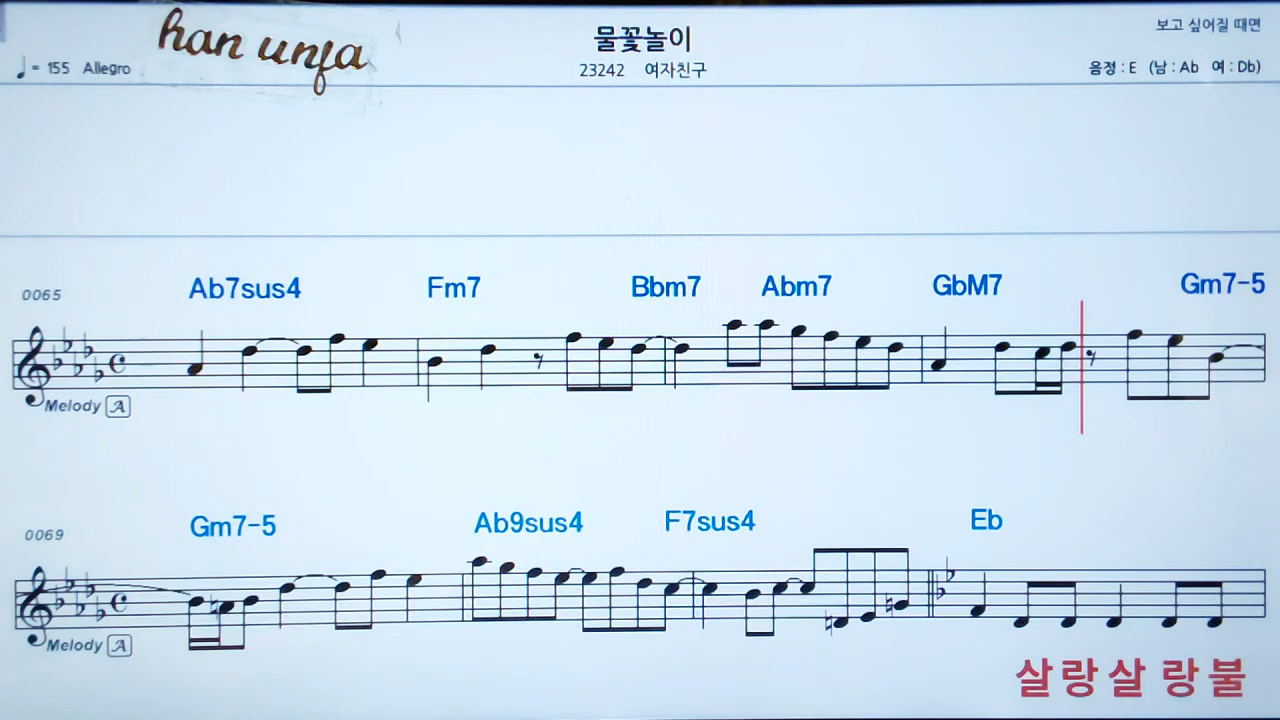 han unfa
물꽃놀이
보고 싶어질 때면
♩= 155 Allegro
23242 여자친구
음정 : E (남 : Ab 여 : Db)
0065 Ab7sus4 Fm7 Bbm7 Abm7 GbM7 Gm7-5
Melody A
0069 Gm7-5 Ab9sus4 F7sus4 Eb
Melody A
살랑살 랑불